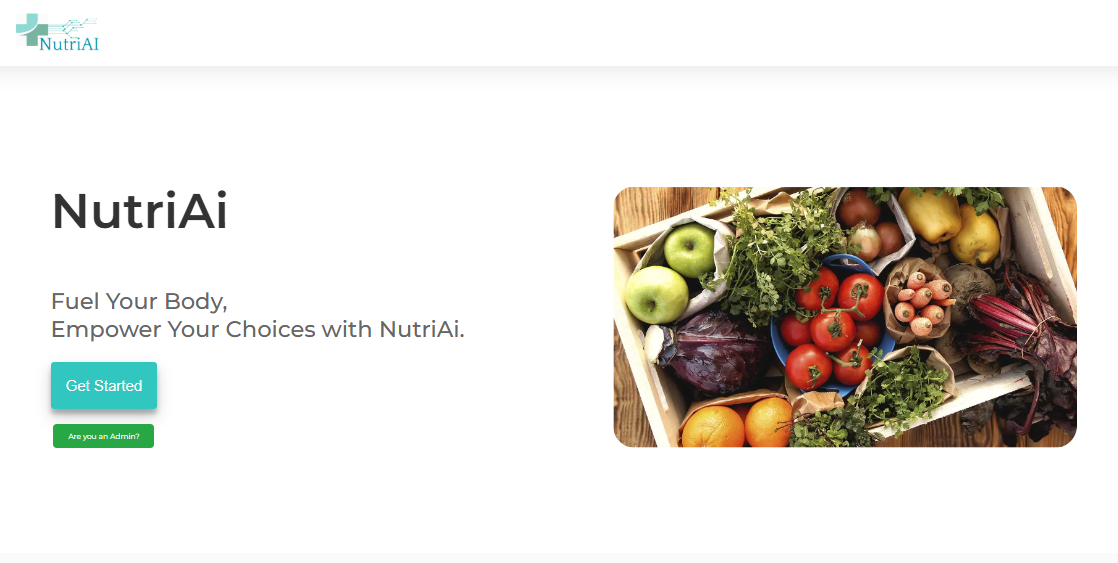 NutriAI
NutriAi
Fuel Your Body,
Empower Your Choices with NutriAi.
Get Started
Are you an Admin?